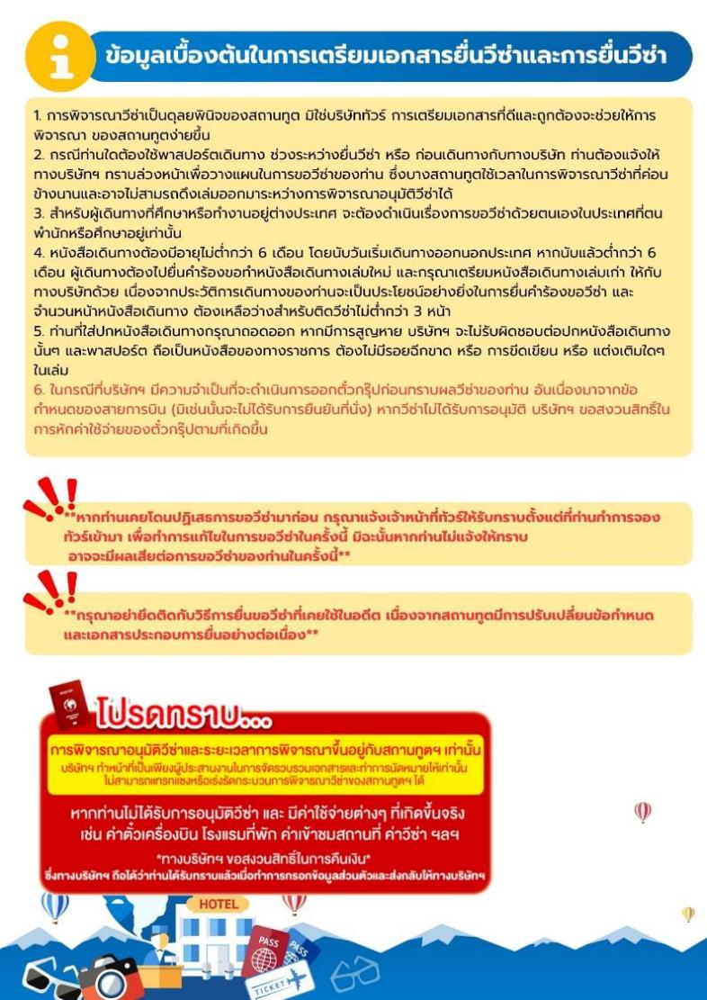 ข้อมูลเบื้องต้นในการเตรียมเอกสารยื่นวีซ่าและการยื่นวีซ่า
1. การพิจารณาวีซ่าเป็นดุลยพินิจของสถานทูต มิใช่บริษัททัวร์ การเตรียมเอกสารที่ดีและถูกต้องจะช่วยให้การ
พิจารณา ของสถานทูตง่ายขึ้น
2. กรณีท่านใดต้องใช้พาสปอร์ตเดินทาง ช่วงระหว่างยื่นวีซ่า หรือ ก่อนเดินทางกับทางบริษัท ท่านต้องแจ้งให้
ทางบริษัทฯ ทราบล่วงหน้าเพื่อวางแผนในการขอวีซ่าของท่าน ซึ่งบางสถานทูตใช้เวลาในการพิจารณาวีซ่าที่ค่อน
ข้างนานและอาจไม่สามรถดึงเล่มออกมาระหว่างการพิจารณาอนุมัติวีซ่าได้
3. สำหรับผู้เดินทางที่ศึกษาหรือทำงานอยู่ต่างประเทศ จะต้องดำเนินเรื่องการขอวีซ่าด้วยตนเองในประเทศที่ตน
พำนักหรือศึกษาอยู่เท่านั้น
4. หนังสือเดินทางต้องมีอายุไม่ต่ำกว่า 6 เดือน โดยนับวันเริ่มเดินทางออกนอกประเทศ หากนับแล้วต่ำกว่า 6
เดือน ผู้เดินทางต้องไปยื่นคำร้องขอทำหนังสือเดินทางเล่มใหม่ และกรุณาเตรียมหนังสือเดินทางเล่มเก่า ให้กับ
ทางบริษัทด้วย เนื่องจากประวัติการเดินทางของท่านจะเป็นประโยชน์อย่างยิ่งในการยื่นคำร้องขอวีซ่า และ
จำนวนหน้าหนังสือเดินทาง ต้องเหลือว่างสำหรับติดวีซ่าไม่ต่ำกว่า 3 หน้า
5. ท่านที่ใส่ปกหนังสือเดินทางกรุณาถอดออก หากมีการสูญหาย บริษัทฯ จะไม่รับผิดชอบต่อปกหนังสือเดินทาง
นั้นๆ และพาสปอร์ต ถือเป็นหนังสือของทางราชการ ต้องไม่มีรอยฉีกขาด หรือ การขีดเขียน หรือ แต่งเติมใดๆ
ในเล่ม
6. ในกรณีที่บริษัทฯ มีความจำเป็นที่จะดำเนินการออกตั๋วกรุ๊ปก่อนทราบผลวีซ่าของท่าน อันเนื่องมาจากข้อ
กำหนดของสายการบิน (มิเช่นนั้นจะไม่ได้รับการยืนยันที่นั่ง) หากวีซ่าไม่ได้รับการอนุมัติ บริษัทฯ ขอสงวนสิทธิ์ใน
การหักค่าใช้จ่ายของตั๋วกรุ๊ปตามที่เกิดขึ้น
**หากท่านเคยโดนปฏิเสธการขอวีซ่ามาก่อน กรุณาแจ้งเจ้าหน้าที่ทัวร์ให้รับทราบตั้งแต่ที่ท่านทำการจอง
ทัวร์เข้ามา เพื่อทำการแก้ไขในการขอวีซ่าในครั้งนี้ มิฉะนั้นหากท่านไม่แจ้งให้ทราบ
อาจจะมีผลเสียต่อการขอวีซ่าของท่านในครั้งนี้**
**กรุณาอย่ายึดติดกับวิธีการยื่นขอวีซ่าที่เคยใช้ในอดีต เนื่องจากสถานทูตมีการปรับเปลี่ยนข้อกำหนด
และเอกสารประกอบการยื่นอย่างต่อเนื่อง**
โปรดทราบ...
การพิจารณาอนุมัติวีซ่าและระยะเวลาการพิจารณาขึ้นอยู่กับสถานทูตฯ เท่านั้น
บริษัทฯ ทำหน้าที่เป็นเพียงผู้ประสานงานในการจัดรวบรวมเอกสารและทำการนัดหมายให้เท่านั้น
ไม่สามารถแทรกแซงหรือเร่งรัดกระบวนการพิจารณาวีซ่าของสถานทูตฯ ได้
หากท่านไม่ได้รับการอนุมัติวีซ่า และ มีค่าใช้จ่ายต่างๆ ที่เกิดขึ้นจริง
เช่น ค่าตั๋วเครื่องบิน โรงแรมที่พัก ค่าเข้าชมสถานที่ ค่าวีซ่า ฯลฯ
*ทางบริษัทฯ ขอสงวนสิทธิ์ในการคืนเงิน*
ซึ่งทางบริษัทฯ ถือได้ว่าท่านได้รับทราบแล้วเมื่อทำการกรอกข้อมูลส่วนตัวและส่งกลับให้ทางบริษัทฯ
HOTEL
PASS
PASS
TICKET